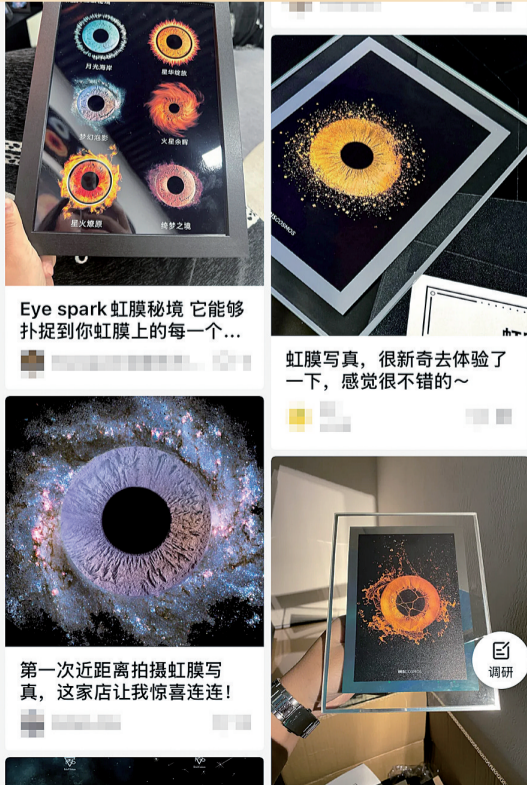 月光海岸
星华绽放
梦幻泡影
火星余晖
星火燎原
绮梦之境
Eye spark 虹膜秘境 它能够
扑捉到你虹膜上的每一个...
第一次近距离拍摄虹膜写
真，这家店让我惊喜连连！
虹膜写真，很新奇去体验了
一下，感觉很不错的～
调研